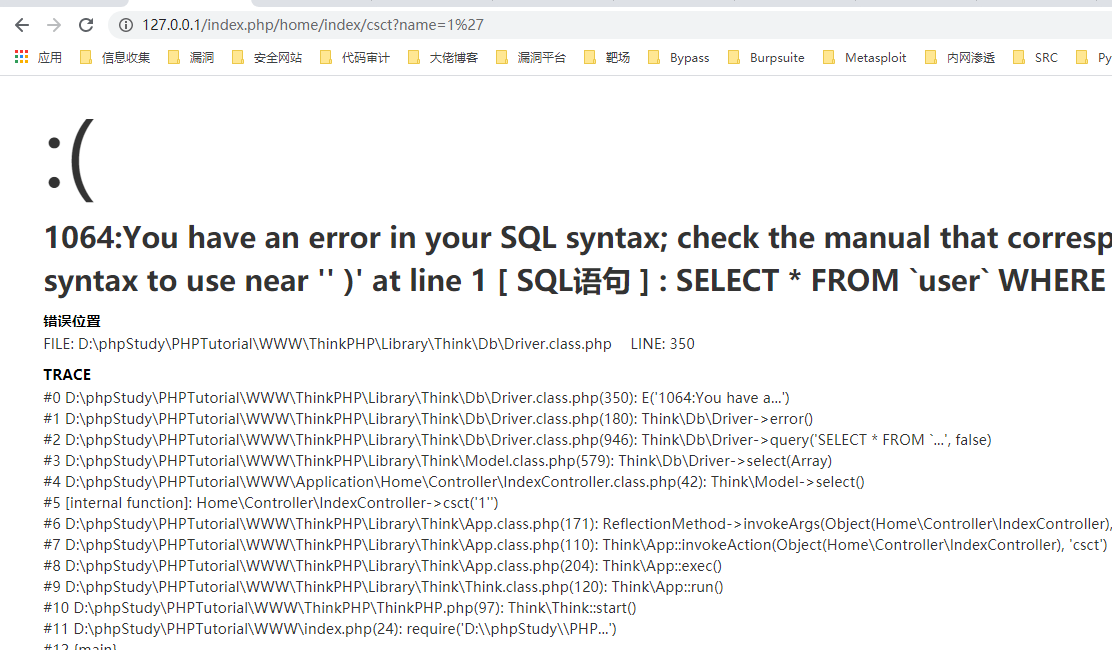 127.0.0.1/index.php/home/index/csct?name=1%27
应用 信息收集 漏洞 安全网站 代码审计 大佬博客 漏洞平台 靶场 Bypass Burpsuite Metasploit 内网渗透 SRC Py
:(
1064:You have an error in your SQL syntax; check the manual that corresp
syntax to use near '' )' at line 1 [ SQL语句 ] : SELECT * FROM `user` WHERE
错误位置
FILE: D:\phpStudy\PHPTutorial\WWW\ThinkPHP\Library\Think\Db\Driver.class.php LINE: 350
TRACE
#0 D:\phpStudy\PHPTutorial\WWW\ThinkPHP\Library\Think\Db\Driver.class.php(350): E('1064:You have a...')
#1 D:\phpStudy\PHPTutorial\WWW\ThinkPHP\Library\Think\Db\Driver.class.php(180): Think\Db\Driver->error()
#2 D:\phpStudy\PHPTutorial\WWW\ThinkPHP\Library\Think\Db\Driver.class.php(946): Think\Db\Driver->query('SELECT * FROM `...', false)
#3 D:\phpStudy\PHPTutorial\WWW\ThinkPHP\Library\Think\Model.class.php(579): Think\Db\Driver->select(Array)
#4 D:\phpStudy\PHPTutorial\WWW\Application\Home\Controller\IndexController.class.php(42): Think\Model->select()
#5 [internal function]: Home\Controller\IndexController->csct('1'')
#6 D:\phpStudy\PHPTutorial\WWW\ThinkPHP\Library\Think\App.class.php(171): ReflectionMethod->invokeArgs(Object(Home\Controller\IndexController),
#7 D:\phpStudy\PHPTutorial\WWW\ThinkPHP\Library\Think\App.class.php(110): Think\App::invokeAction(Object(Home\Controller\IndexController), 'csct')
#8 D:\phpStudy\PHPTutorial\WWW\ThinkPHP\Library\Think\App.class.php(204): Think\App::exec()
#9 D:\phpStudy\PHPTutorial\WWW\ThinkPHP\Library\Think\Think.class.php(120): Think\App::run()
#10 D:\phpStudy\PHPTutorial\WWW\ThinkPHP\ThinkPHP.php(97): Think\Think::start()
#11 D:\phpStudy\PHPTutorial\WWW\index.php(24): require('D:\\phpStudy\\PHP...')
#12 {main}